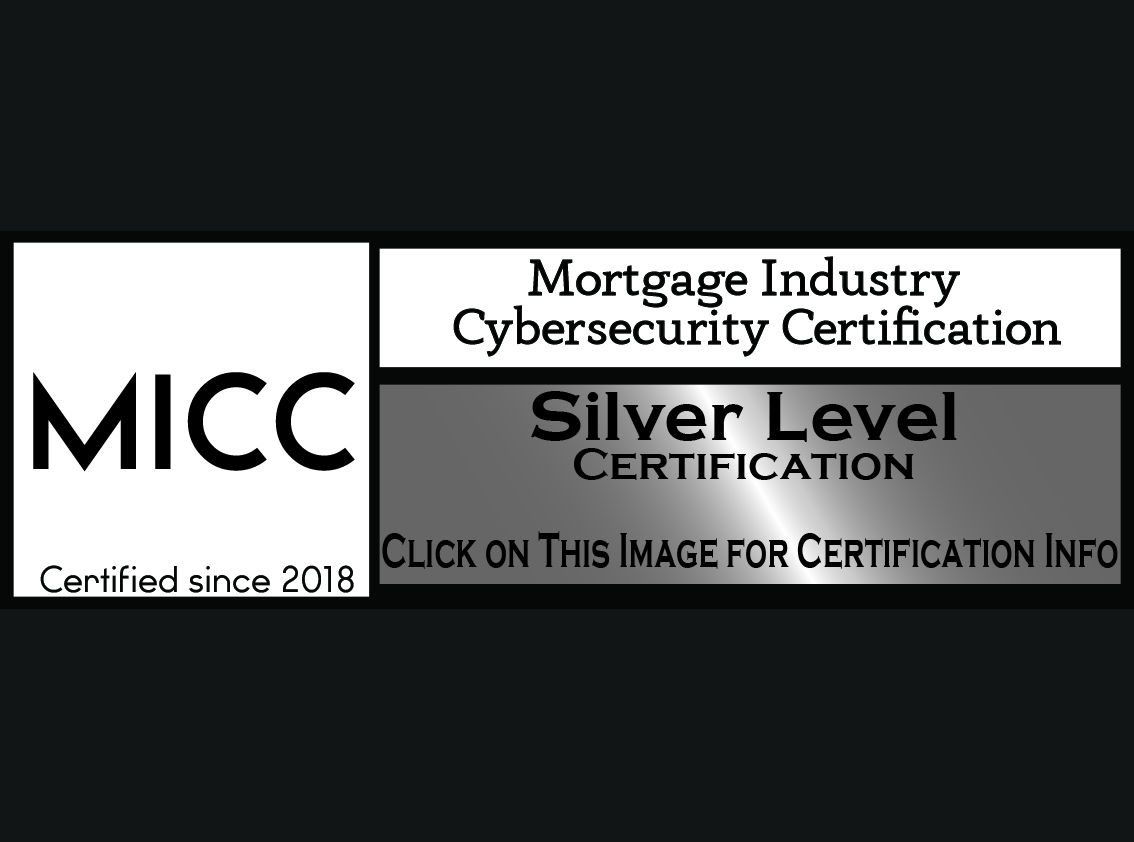 MICC
Certified since 2018
Mortgage Industry
Cybersecurity Certification
Silver Level
Certification
Click on This Image for Certification Info